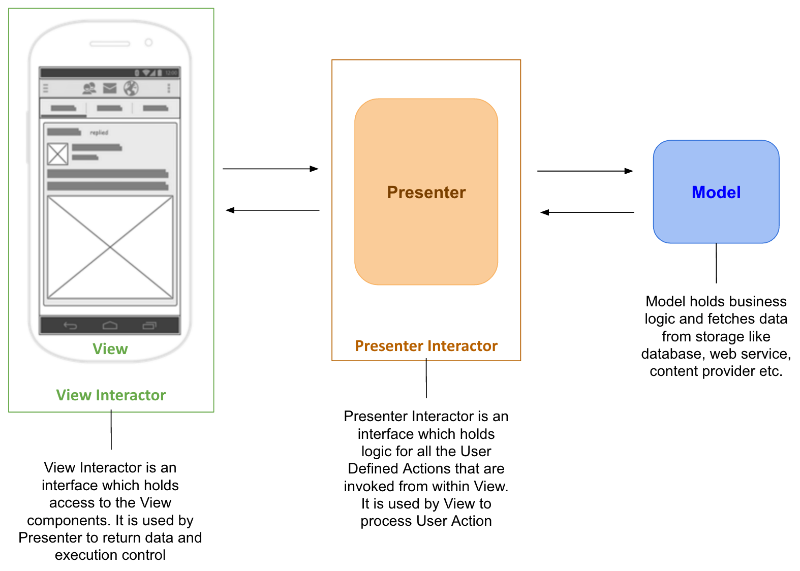 replied
View
View Interactor
View Interactor is an
interface which holds
access to the View
components. It is used by
Presenter to return data and
execution control
Presenter
Presenter Interactor
Presenter Interactor is an
interface which holds
logic for all the User
Defined Actions that are
invoked from within View.
It is used by View to
process User Action
Model
Model holds business
logic and fetches data
from storage like
database, web service,
content provider etc.